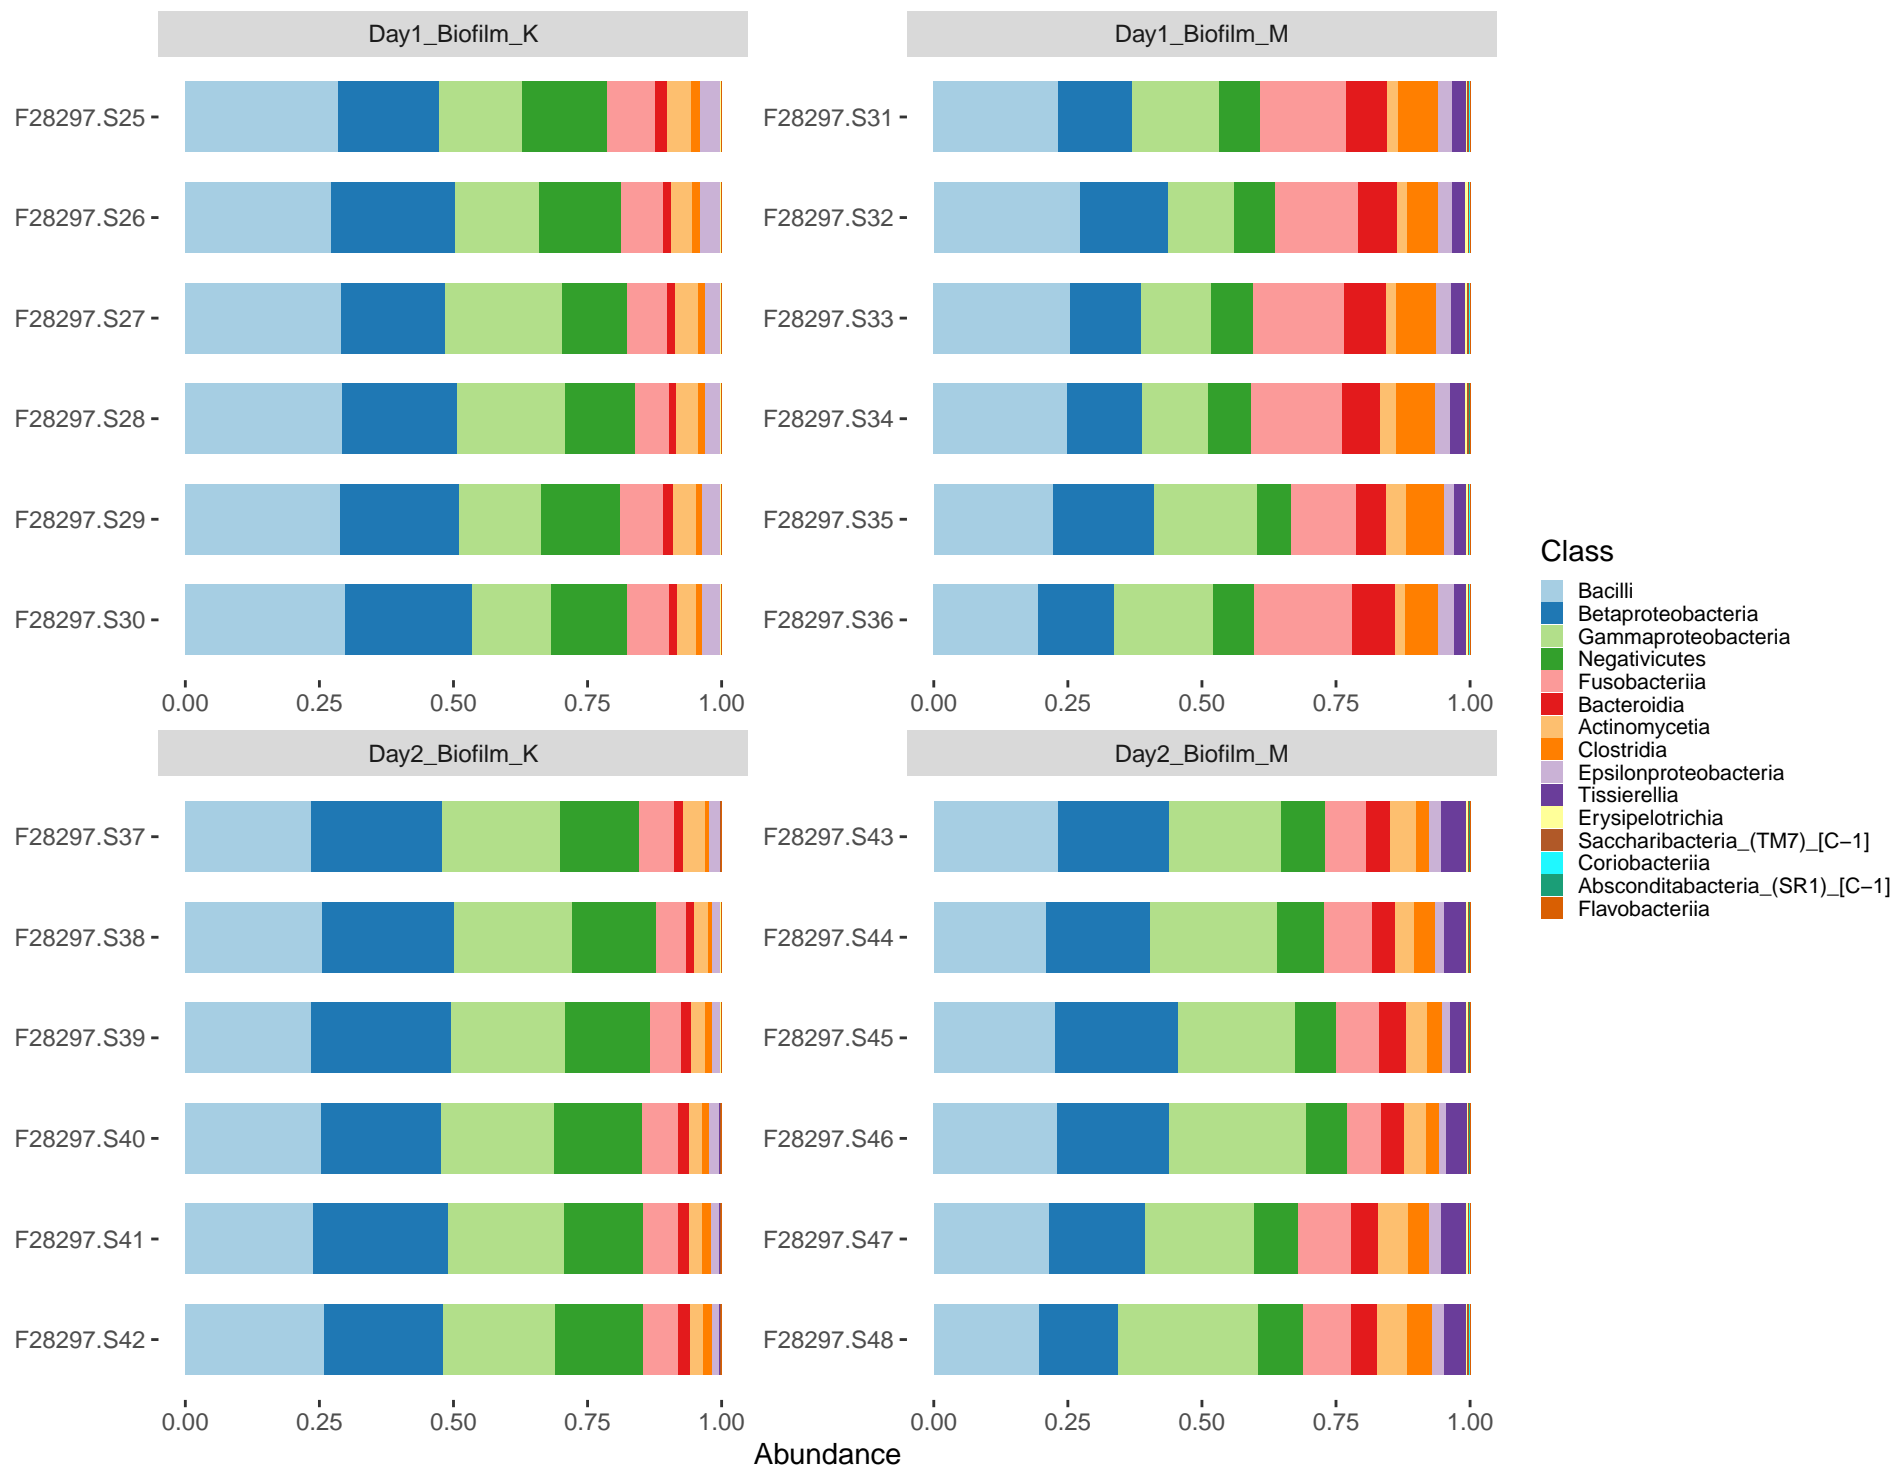 Day1_Biofilm_K
F28297.S25
F28297.S26
F28297.S27
F28297.S28
F28297.S29
F28297.S30
0.00 0.25 0.50 0.75 1.00
Day1_Biofilm_M
F28297.S31
F28297.S32
F28297.S33
F28297.S34
F28297.S35
F28297.S36
0.00 0.25 0.50 0.75 1.00
Day2_Biofilm_K
F28297.S37
F28297.S38
F28297.S39
F28297.S40
F28297.S41
F28297.S42
0.00 0.25 0.50 0.75 1.00
Day2_Biofilm_M
F28297.S43
F28297.S44
F28297.S45
F28297.S46
F28297.S47
F28297.S48
0.00 0.25 0.50 0.75 1.00
Abundance
Class
Bacilli
Betaproteobacteria
Gammaproteobacteria
Negativicutes
Fusobacteriia
Bacteroidia
Actinomycetia
Clostridia
Epsilonproteobacteria
Tissierellia
Erysipelotrichia
Saccharibacteria_(TM7)_[C−1]
Coriobacteriia
Absconditabacteria_(SR1)_[C−1]
Flavobacteriia